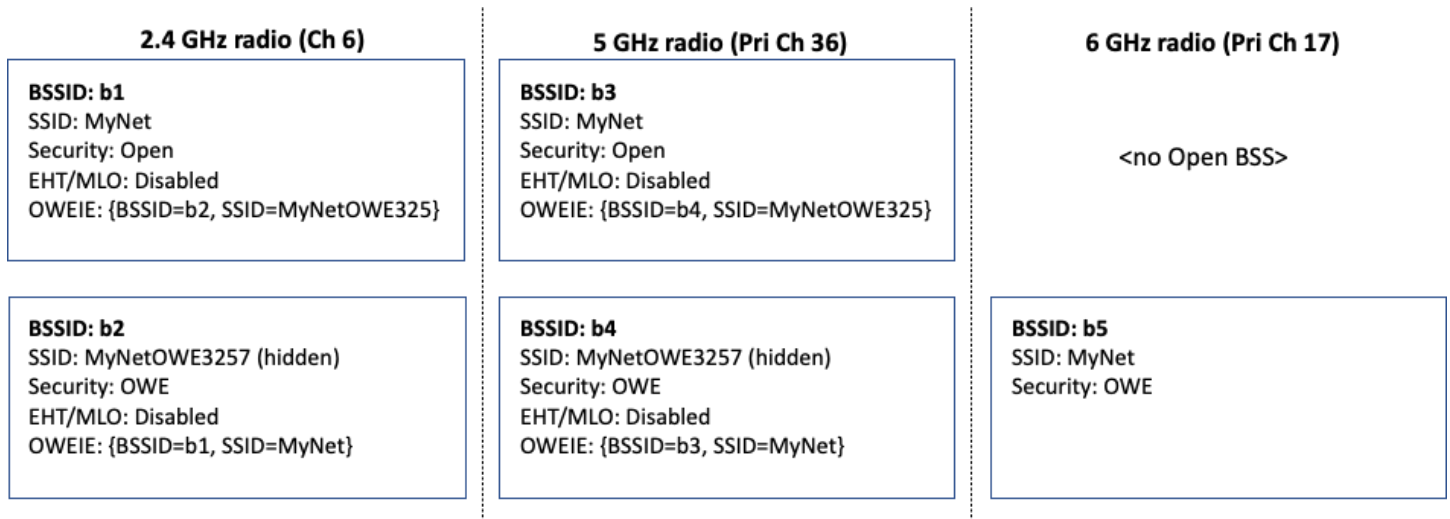 2.4 GHz radio (Ch 6)
BSSID: b1
SSID: MyNet
Security: Open
EHT/MLO: Disabled
OWEIE: {BSSID=b2, SSID=MyNetOWE325}
BSSID: b2
SSID: MyNetOWE3257 (hidden)
Security: OWE
EHT/MLO: Disabled
OWEIE: {BSSID=b1, SSID=MyNet}
5 GHz radio (Pri Ch 36)
BSSID: b3
SSID: MyNet
Security: Open
EHT/MLO: Disabled
OWEIE: {BSSID=b4, SSID=MyNetOWE325}
BSSID: b4
SSID: MyNetOWE3257 (hidden)
Security: OWE
EHT/MLO: Disabled
OWEIE: {BSSID=b3, SSID=MyNet}
6 GHz radio (Pri Ch 17)
<no Open BSS>
BSSID: b5
SSID: MyNet
Security: OWE